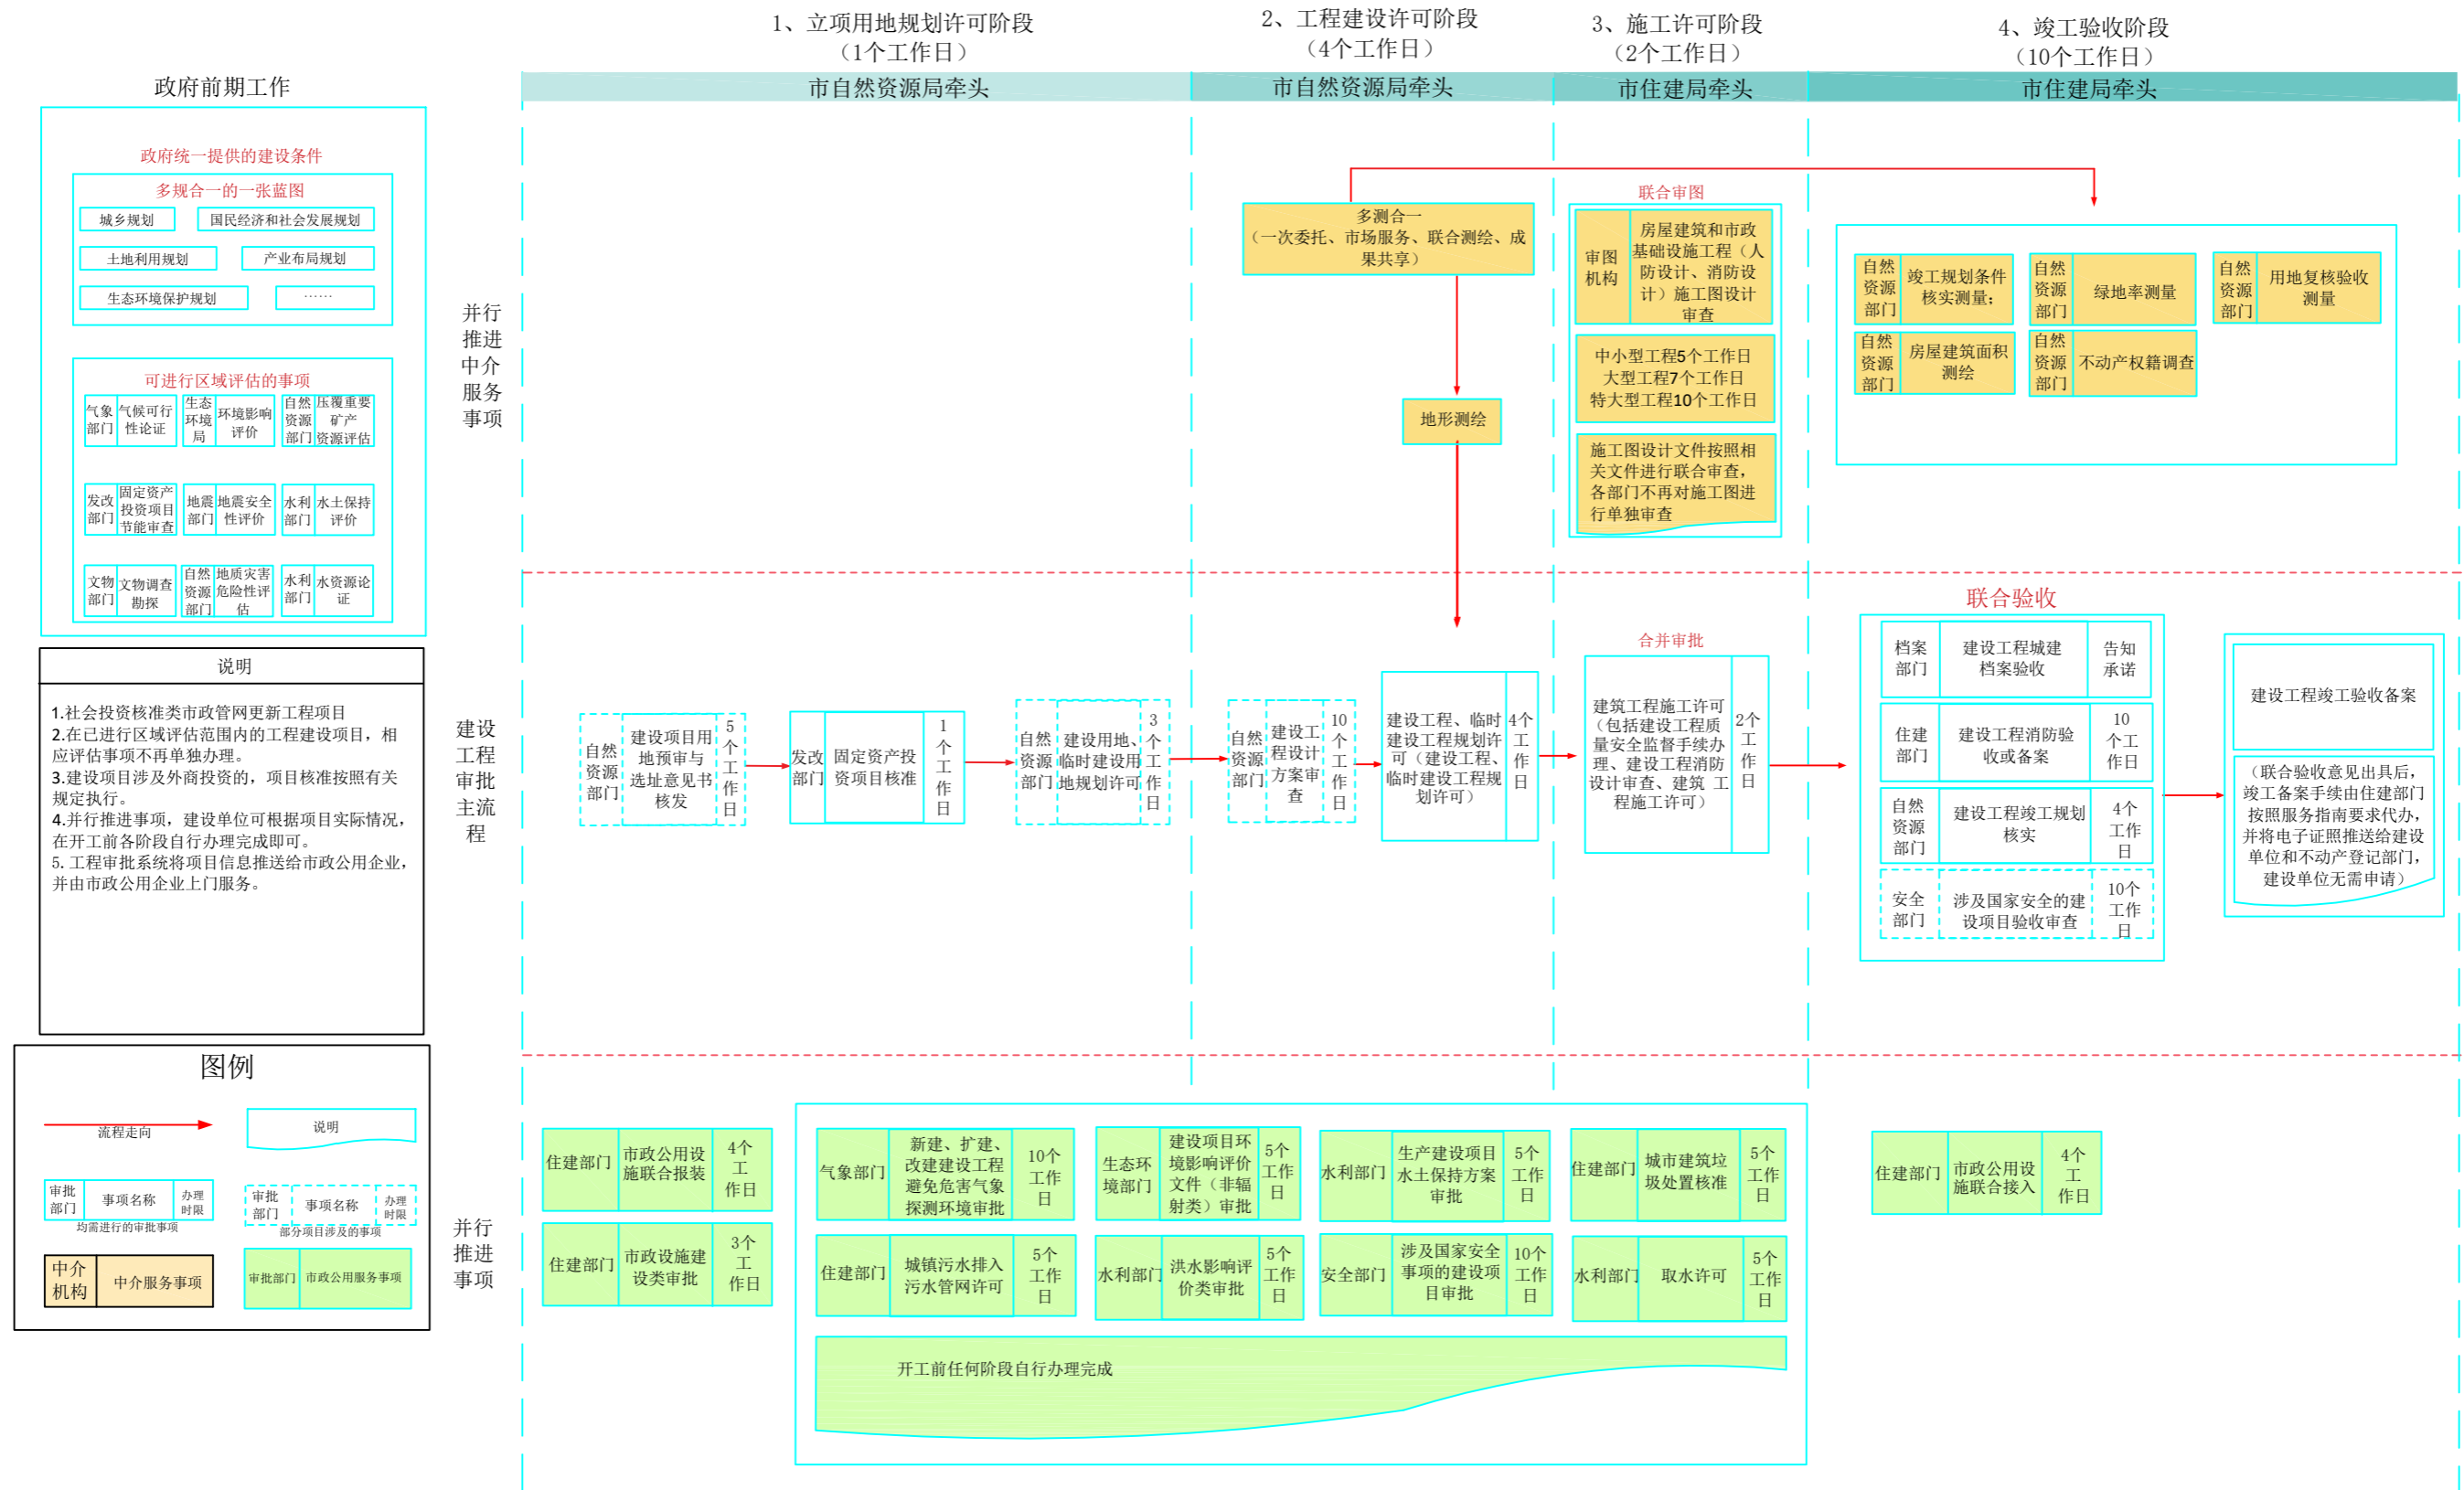 1、立项用地规划许可阶段
（1个工作日）
2、工程建设许可阶段
（4个工作日）
3、施工许可阶段
（2个工作日）
4、竣工验收阶段
（10个工作日）
市自然资源局牵头
市自然资源局牵头
市住建局牵头
市住建局牵头
政府前期工作
政府统一提供的建设条件
多规合一的一张蓝图
城乡规划
国民经济和社会发展规划
土地利用规划
产业布局规划
生态环境保护规划
……
可进行区域评估的事项
气象
部门
气候可行
性论证
生态
环境
局
环境影响
评价
自然
资源
部门
压覆重要
矿产
资源评估
发改
部门
固定资产
投资项目
节能审查
地震
部门
地震安全
性评价
水利
部门
水土保持
评价
文物
部门
文物调查
勘探
自然
资源
部门
地质灾害
危险性评
估
水利
部门
水资源论
证
说明
1.社会投资核准类市政管网更新工程项目
2.在已进行区域评估范围内的工程建设项目，相
应评估事项不再单独办理。
3.建设项目涉及外商投资的，项目核准按照有关
规定执行。
4.并行推进事项，建设单位可根据项目实际情况，
在开工前各阶段自行办理完成即可。
5. 工程审批系统将项目信息推送给市政公用企业，
并由市政公用企业上门服务。
图例
流程走向
说明
审批
部门
事项名称
办理
时限
均需进行的审批事项
审批
部门
事项名称
办理
时限
部分项目涉及的事项
中介
机构
中介服务事项
审批部门
市政公用服务事项
并行
推进
中介
服务
事项
多测合一
（一次委托、市场服务、联合测绘、成
果共享）
地形测绘
联合审图
审图
机构
房屋建筑和市政
基础设施工程（人
防设计、消防设
计）施工图设计
审查
中小型工程5个工作日
大型工程7个工作日
特大型工程10个工作日
施工图设计文件按照相
关文件进行联合审查，
各部门不再对施工图进
行单独审查
自然
资源
部门
竣工规划条件
核实测量；
自然
资源
部门
绿地率测量
自然
资源
部门
用地复核验收
测量
自然
资源
部门
房屋建筑面积
测绘
自然
资源
部门
不动产权籍调查
建设
工程
审批
主流
程
自然
资源
部门
建设项目用
地预审与
选址意见书
核发
5
个
工
作
日
发改
部门
固定资产投
资项目核准
1
个
工
作
日
自然
资源
部门
建设用地、
临时建设用
地规划许可
3
个
工
作
日
自然
资源
部门
建设工
程设计
方案审
查
10
个
工
作
日
建设工程、临时
建设工程规划许
可（建设工程、
临时建设工程规
划许可）
4个
工
作
日
合并审批
建筑工程施工许可
（包括建设工程质
量安全监督手续办
理、建设工程消防
设计审查、建筑 工
程施工许可）
2个
工
作
日
联合验收
档案
部门
建设工程城建
档案验收
告知
承诺
住建
部门
建设工程消防验
收或备案
10
个工
作日
自然
资源
部门
建设工程竣工规划
核实
4个
工作
日
安全
部门
涉及国家安全的建
设项目验收审查
10个
工作
日
建设工程竣工验收备案
（联合验收意见出具后，
竣工备案手续由住建部门
按照服务指南要求代办，
并将电子证照推送给建设
单位和不动产登记部门，
建设单位无需申请）
并行
推进
事项
住建部门
市政公用设
施联合报装
4个
工
作日
住建部门
市政设施建
设类审批
3个
工
作日
气象部门
新建、扩建、
改建建设工程
避免危害气象
探测环境审批
10个
工作
日
生态环
境部门
建设项目环
境影响评价
文件（非辐
射类）审批
5个
工作
日
水利部门
生产建设项目
水土保持方案
审批
5个
工作
日
住建部门
城市建筑垃
圾处置核准
5个
工作
日
住建部门
城镇污水排入
污水管网许可
5个
工作
日
水利部门
洪水影响评
价类审批
5个
工作
日
安全部门
涉及国家安全
事项的建设项
目审批
10个
工作
日
水利部门
取水许可
5个
工作
日
开工前任何阶段自行办理完成
住建部门
市政公用设
施联合接入
4个
工
作日